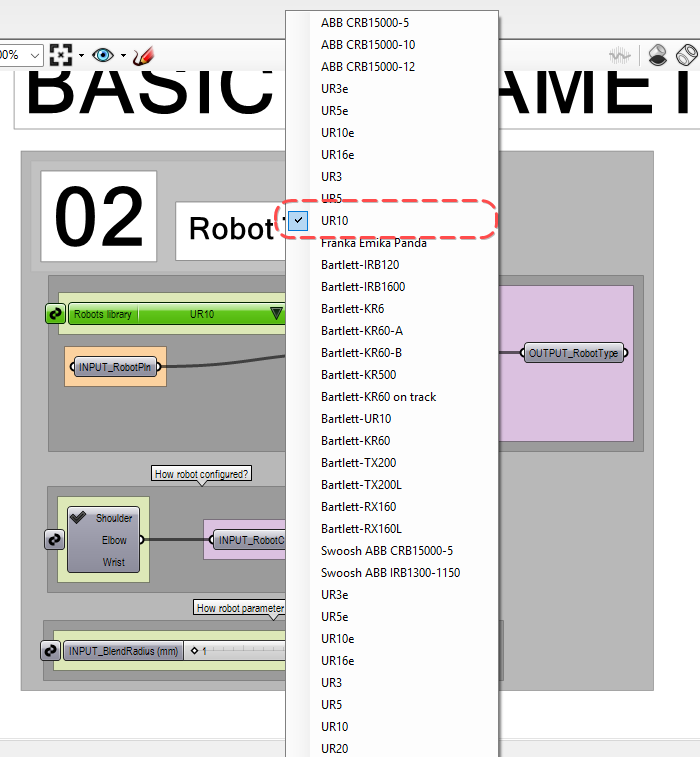 ABB CRB15000-5
ABB CRB15000-10
ABB CRB15000-12
UR3e
UR5e
UR10e
UR16e
UR3
UR5
UR10
Franka Emika Panda
Bartlett-IRB120
Bartlett-IRB1600
Bartlett-KR6
Bartlett-KR60-A
Bartlett-KR60-B
Bartlett-KR500
Bartlett-KR60 on track
Bartlett-UR10
Bartlett-KR60
Bartlett-TX200
Bartlett-TX200L
Bartlett-RX160
Bartlett-RX160L
Swoosh ABB CRB15000-5
Swoosh ABB IRB1300-1150
UR3e
UR5e
UR10e
UR16e
UR3
UR5
UR10
UR20
00%
BASIC AMET
02
Robot
Robots library UR10
INPUT_RobotPln
OUTPUT_RobotType
How robot configured?
Shoulder
Elbow
Wrist
INPUT_RobotC
How robot parameter
INPUT_BlendRadius (mm) 1